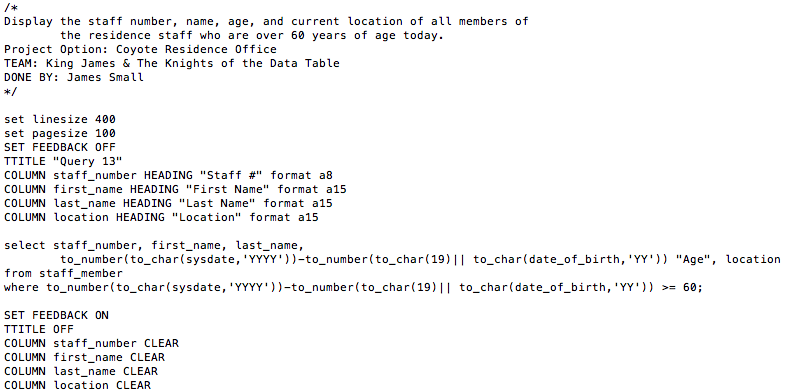 /*
Display the staff number, name, age, and current location of all members of
the residence staff who are over 60 years of age today.
Project Option: Coyote Residence Office
TEAM: King James & The Knights of the Data Table
DONE BY: James Small
*/
set linesize 400
set pagesize 100
SET FEEDBACK OFF
TTITLE "Query 13"
COLUMN staff_number HEADING "Staff #" format a8
COLUMN first_name HEADING "First Name" format a15
COLUMN last_name HEADING "Last Name" format a15
COLUMN location HEADING "Location" format a15
select staff_number, first_name, last_name,
to_number(to_char(sysdate,'YYYY'))-to_number(to_char(19)|| to_char(date_of_birth,'YY')) "Age", location
from staff_member
where to_number(to_char(sysdate,'YYYY'))-to_number(to_char(19)|| to_char(date_of_birth,'YY')) >= 60;
SET FEEDBACK ON
TTITLE OFF
COLUMN staff_number CLEAR
COLUMN first_name CLEAR
COLUMN last_name CLEAR
COLUMN location CLEAR